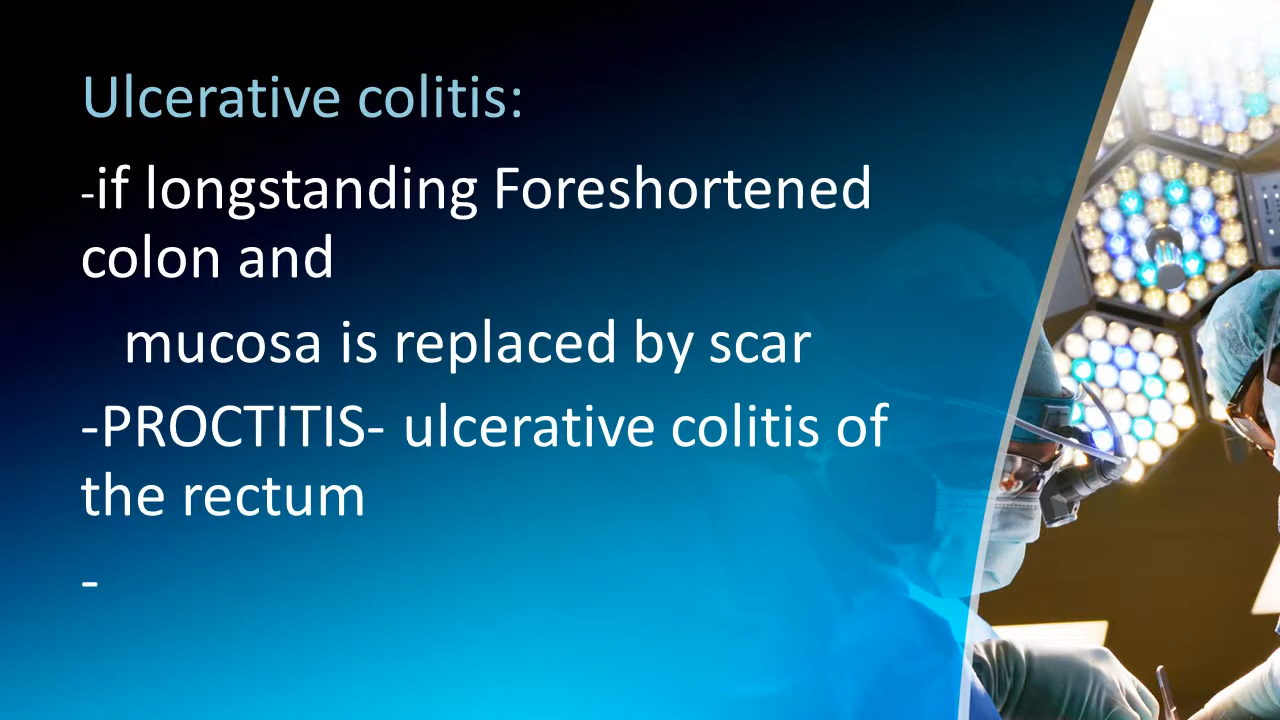 Ulcerative colitis:
-if longstanding Foreshortened
colon and
mucosa is replaced by scar
-PROCTITIS- ulcerative colitis of
the rectum
-